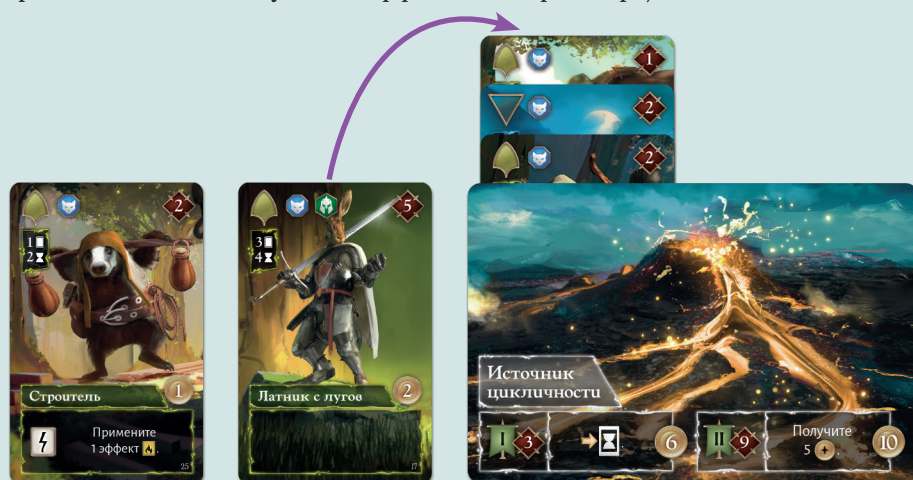 1
2
2
2
1
2
Строитель
1
Примените
1 эффект
25
5
3
4
Латник с лугов
2
17
Источник
цикличности
I 3
6
II 9
Получите
5
10